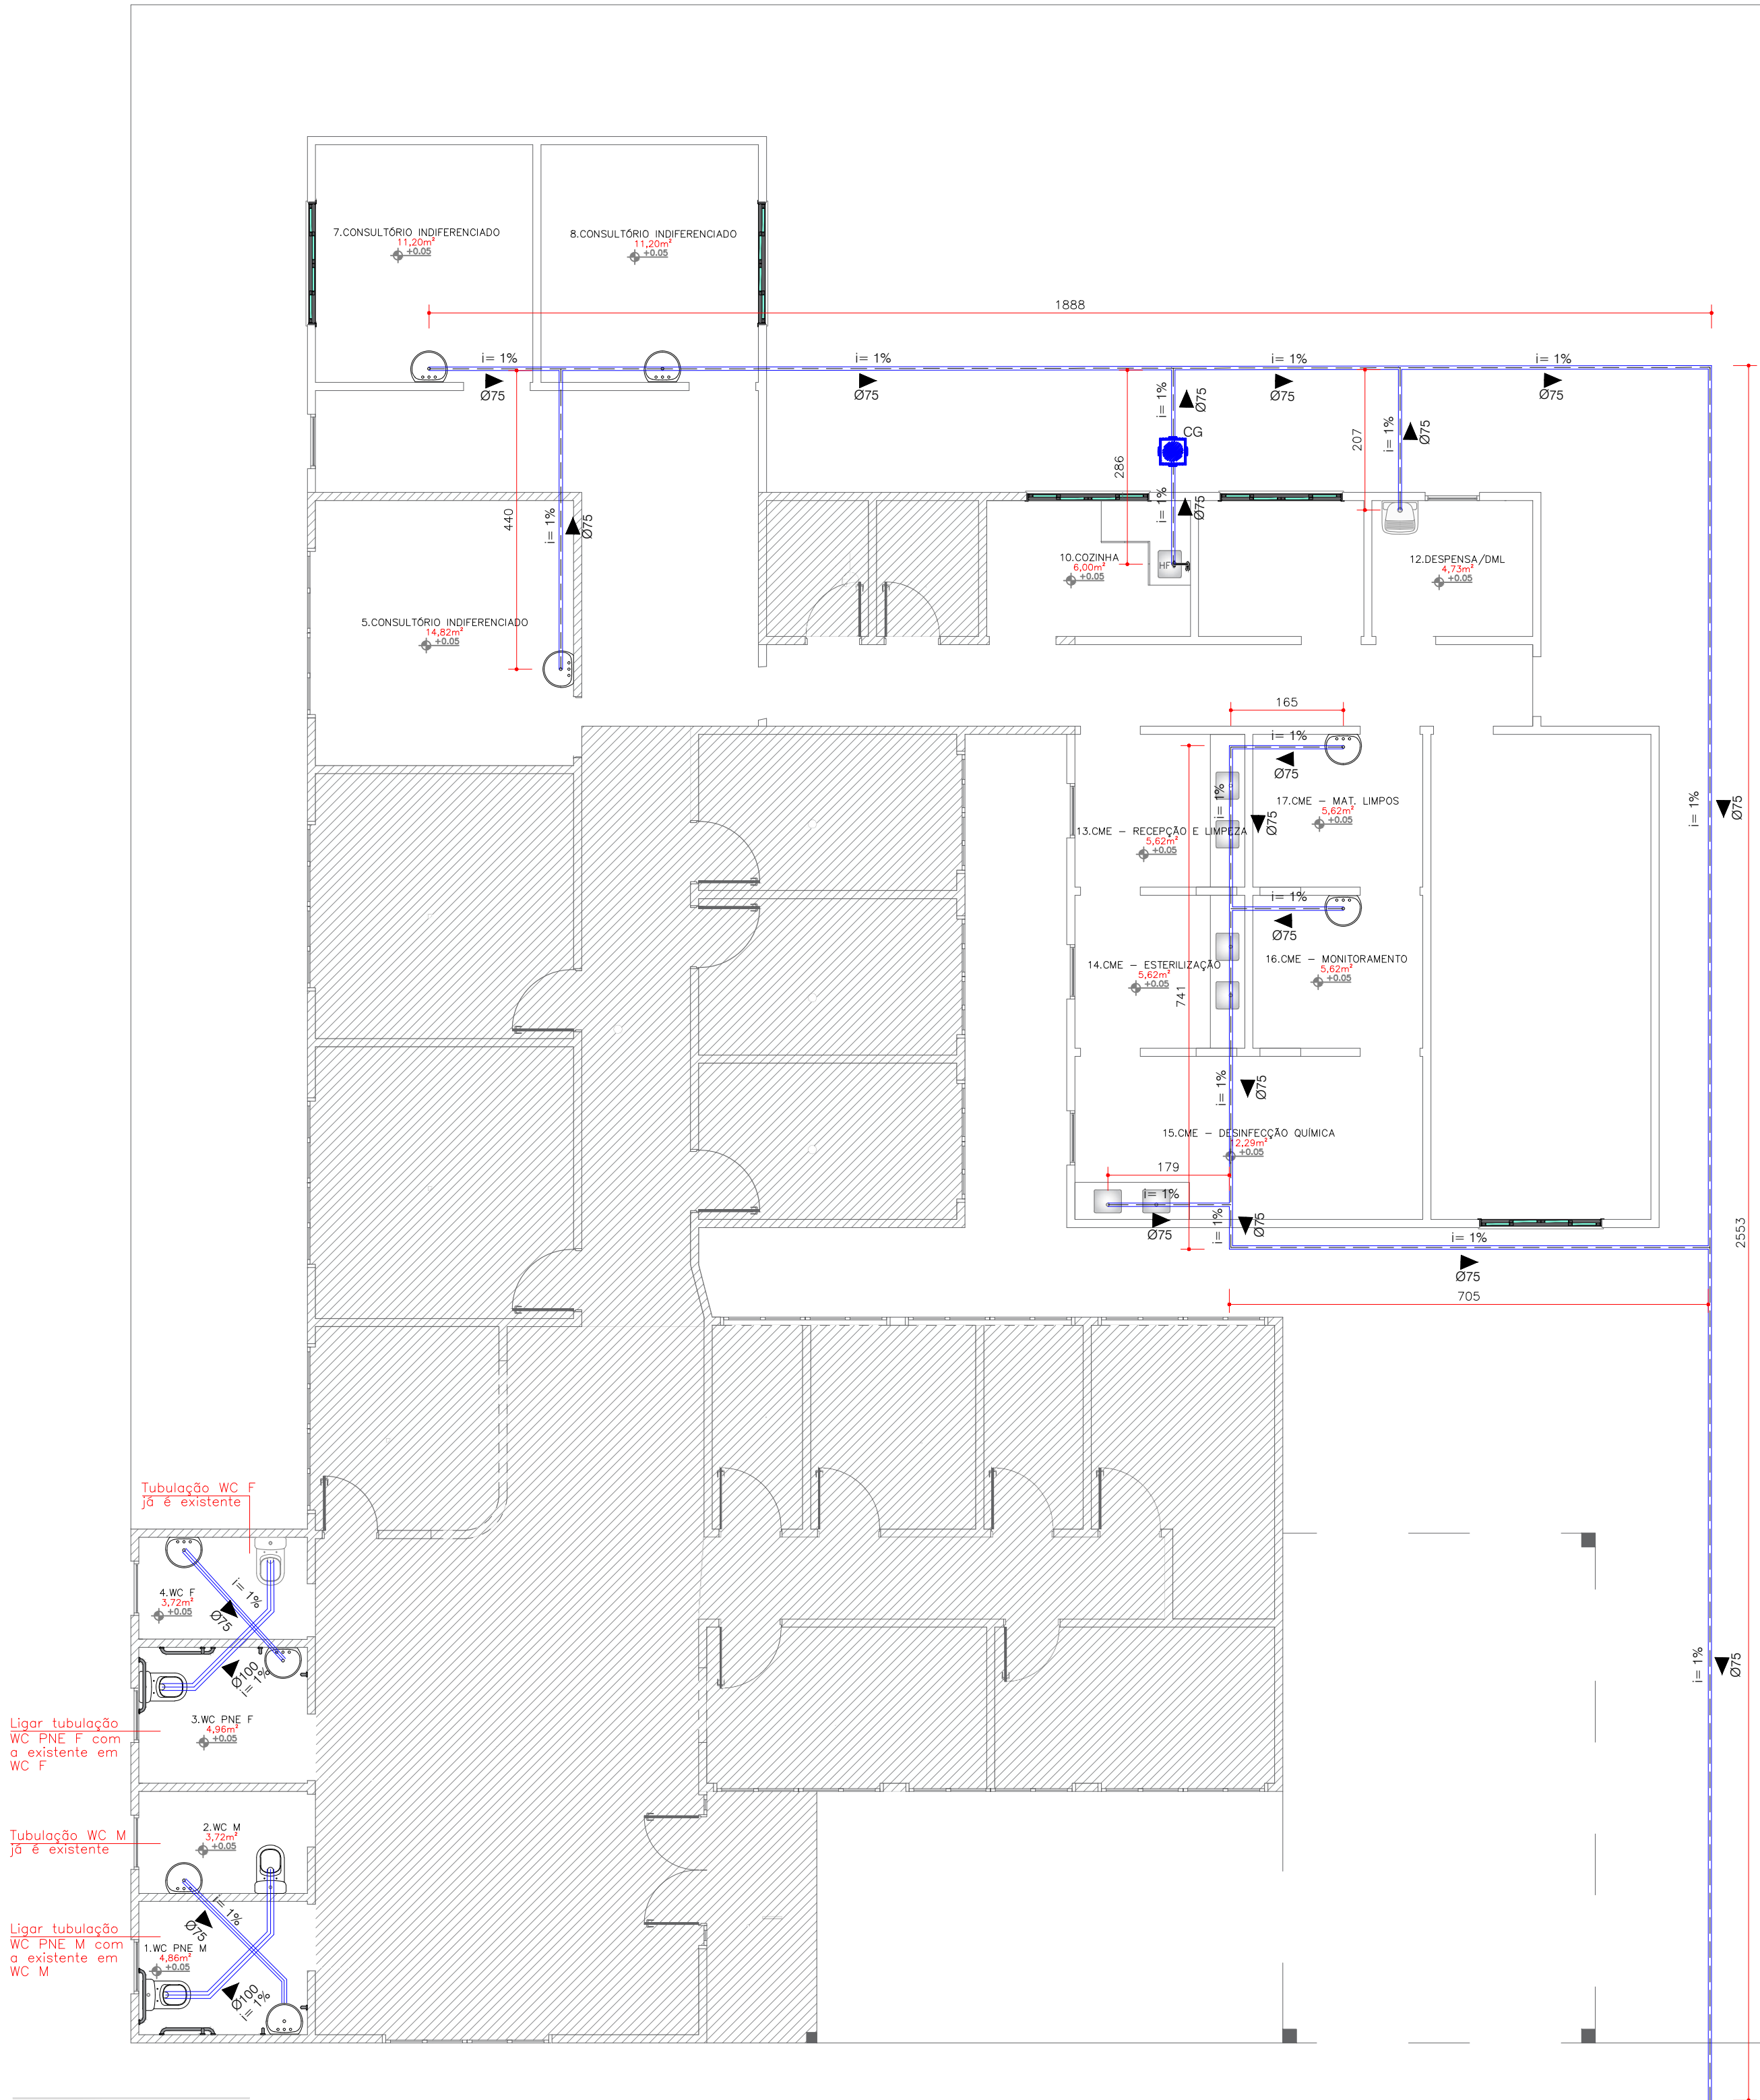 7.CONSULTÓRIO INDIFERENCIADO
11,20m²
+0.05
8.CONSULTÓRIO INDIFERENCIADO
11,20m²
+0.05
1888
i= 1%
Ø75
i= 1%
Ø75
i= 1%
Ø75
i= 1%
Ø75
440
i= 1%
Ø75
286
i= 1%
Ø75
CG
i= 1%
Ø75
207
i= 1%
Ø75
10.COZINHA
6,00m²
+0.05
HF
12.DESPENSA/DML
4,73m²
+0.05
5.CONSULTÓRIO INDIFERENCIADO
14,82m²
+0.05
165
i= 1%
Ø75
i= 1%
Ø75
17.CME – MAT. LIMPOS
5,62m²
+0.05
13.CME – RECEPÇÃO E LIMPEZA
5,62m²
+0.05
i= 1%
Ø75
i= 1%
Ø75
14.CME – ESTERILIZAÇÃO
5,62m²
+0.05
16.CME – MONITORAMENTO
5,62m²
+0.05
741
i= 1%
Ø75
15.CME – DESINFECÇÃO QUÍMICA
2,29m²
+0.05
179
i= 1%
Ø75
i= 1%
Ø75
i= 1%
Ø75
705
2553
Tubulação WC F
já é existente
4.WC F
3,72m²
+0.05
i= 1%
Ø75
Ø100
i= 1%
3.WC PNE F
4,96m²
+0.05
Ligar tubulação
WC PNE F com
a existente em
WC F
i= 1%
Ø75
Tubulação WC M
já é existente
2.WC M
3,72m²
+0.05
i= 1%
Ø75
Ligar tubulação
WC PNE M com
a existente em
WC M
1.WC PNE M
4,86m²
+0.05
Ø100
i= 1%